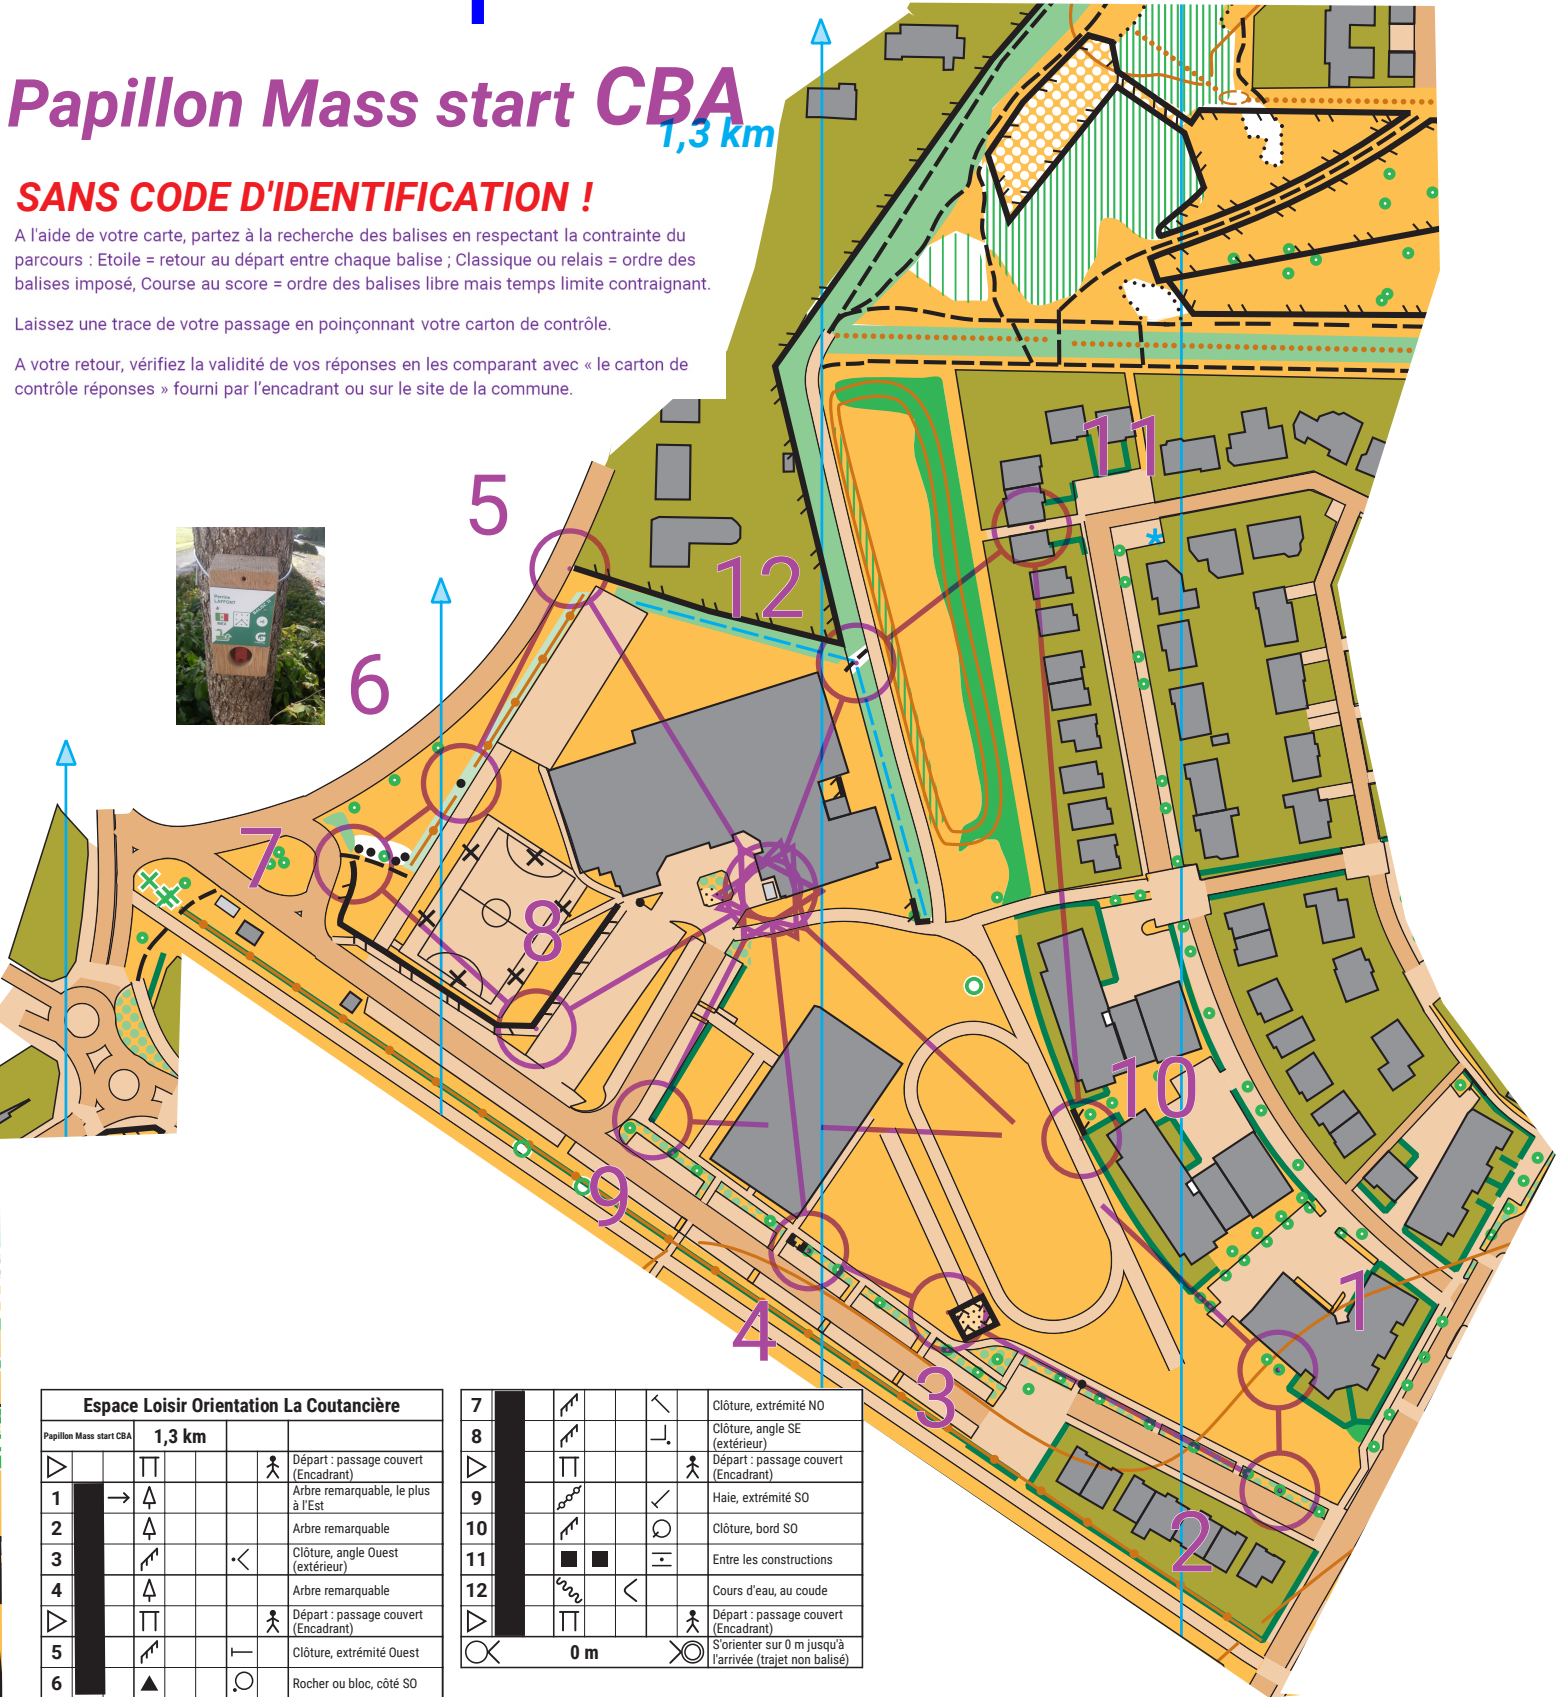 Papillon Mass start CBA
1,3 km
SANS CODE D'IDENTIFICATION !
A l'aide de votre carte, partez à la recherche des balises en respectant la contrainte du
parcours : Etoile = retour au départ entre chaque balise ; Classique ou relais = ordre des
balises imposé, Course au score = ordre des balises libre mais temps limite contraignant.
Laissez une trace de votre passage en poinçonnant votre carton de contrôle.
A votre retour, vérifiez la validité de vos réponses en les comparant avec « le carton de
contrôle réponses » fourni par l'encadrant ou sur le site de la commune.
11
5
12
6
7
8
10
9
1
4
3
2
Espace Loisir Orientation La Coutancière
Papillon Mass start CBA 1,3 km
Départ : passage couvert
(Encadrant)
1 Arbre remarquable, le plus
à l'Est
2 Arbre remarquable
3 Clôture, angle Ouest
(extérieur)
4 Arbre remarquable
Départ : passage couvert
(Encadrant)
5 Clôture, extrémité Ouest
6 Rocher ou bloc, côté SO
7 Clôture, extrémité NO
8 Clôture, angle SE
(extérieur)
Départ : passage couvert
(Encadrant)
9 Haie, extrémité SO
10 Clôture, bord SO
11 Entre les constructions
12 Cours d'eau, au coude
Départ : passage couvert
(Encadrant)
0 m S'orienter sur 0 m jusqu'à
l'arrivée (trajet non balisé)